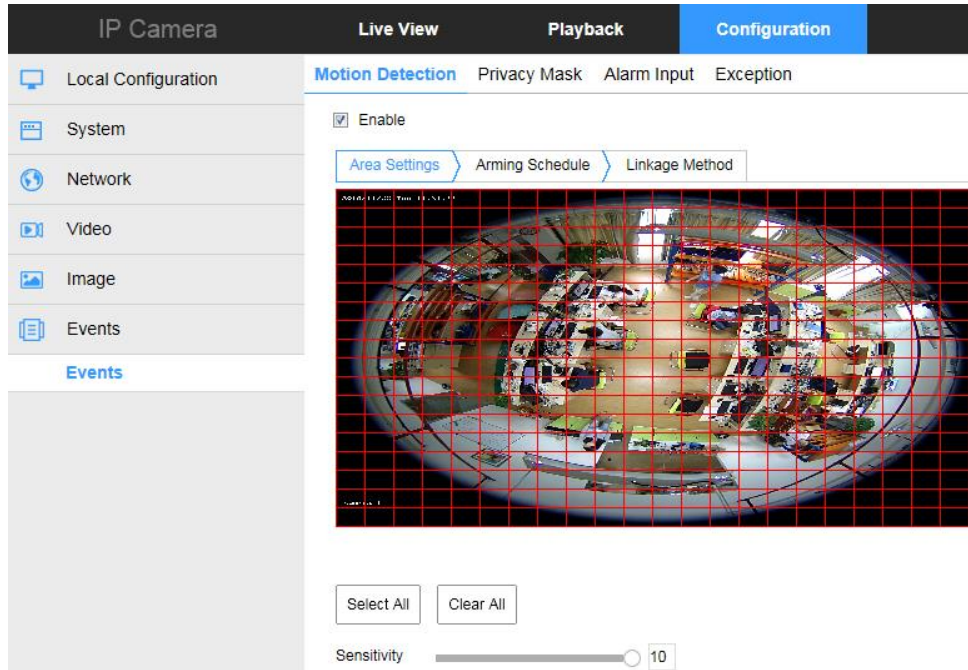 IP Camera
Live View
Playback
Configuration
Local Configuration
System
Network
Video
Image
Events
Events
Motion Detection
Privacy Mask
Alarm Input
Exception
Enable
Area Settings
Arming Schedule
Linkage Method
Select All
Clear All
Sensitivity
10